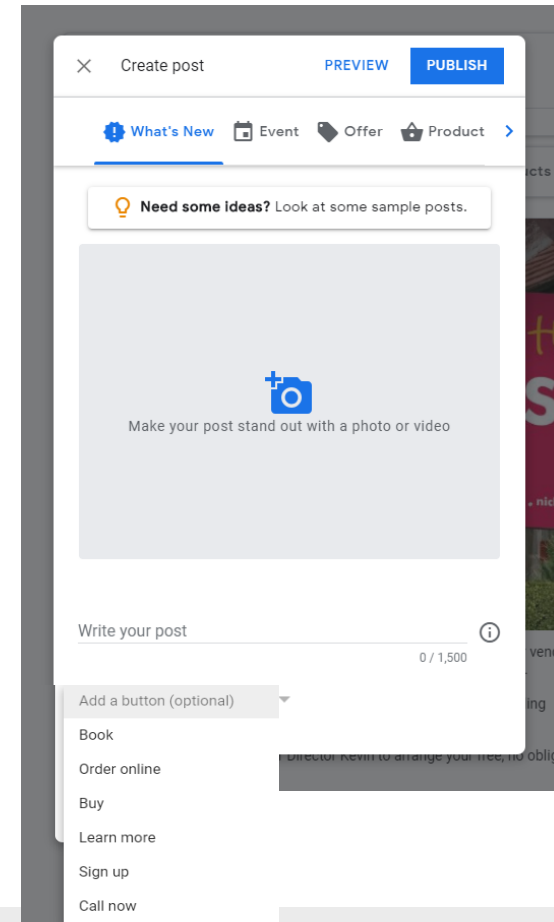 Create post PREVIEW PUBLISH
What's New Event Offer Product
Need some ideas? Look at some sample posts.
Make your post stand out with a photo or video
Write your post
0 / 1,500
Add a button (optional)
Book
Order online
Buy
Learn more
Sign up
Call now
Director Kevin to arrange your free, no